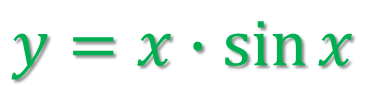 y = x · sin x